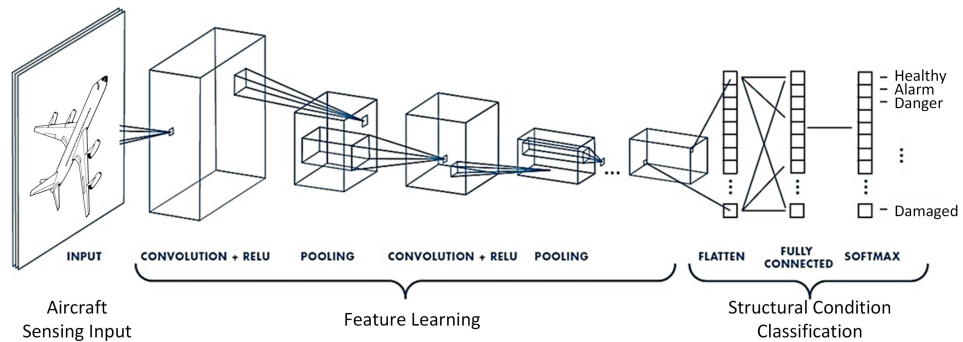 Healthy
Alarm
Danger
Damaged
INPUT
CONVOLUTION + RELU
POOLING
CONVOLUTION + RELU
POOLING
FLATTEN
FULLY
CONNECTED
SOFTMAX
Aircraft
Sensing Input
Feature Learning
Structural Condition
Classification